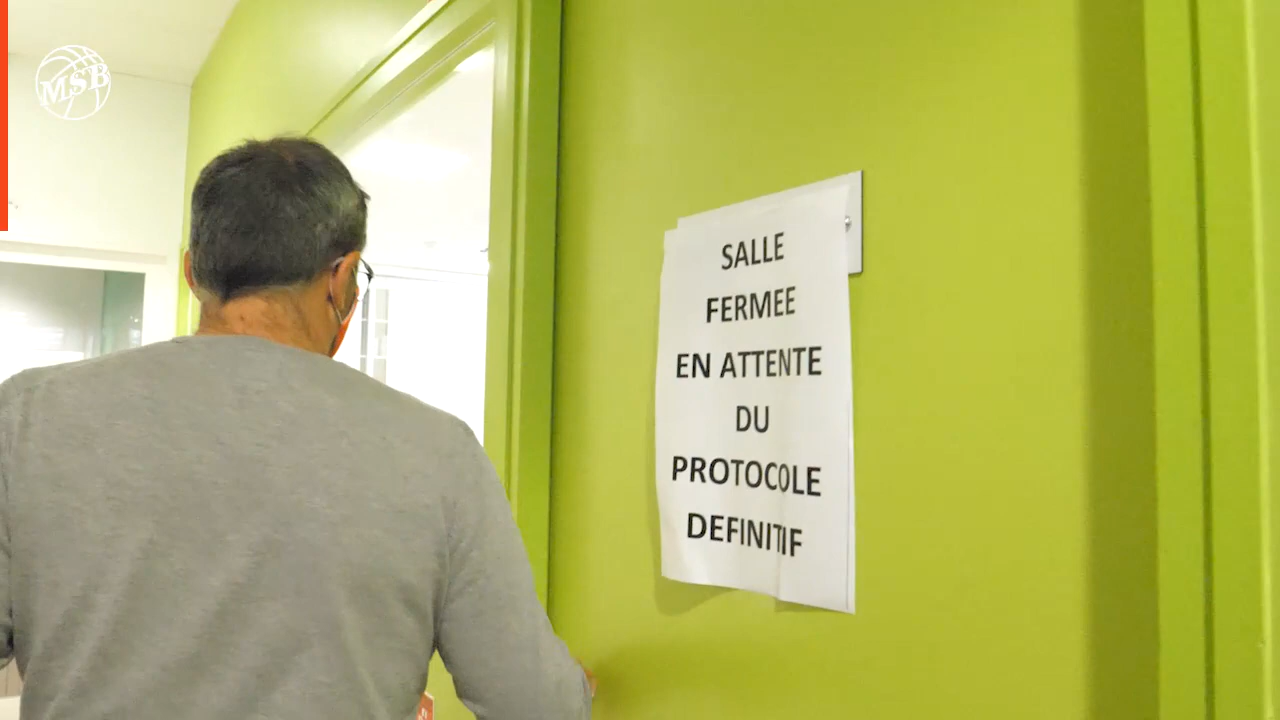 MSB
SALLE
FERMEE
EN ATTENTE
DU
PROTOCOLE
DEFINITIF